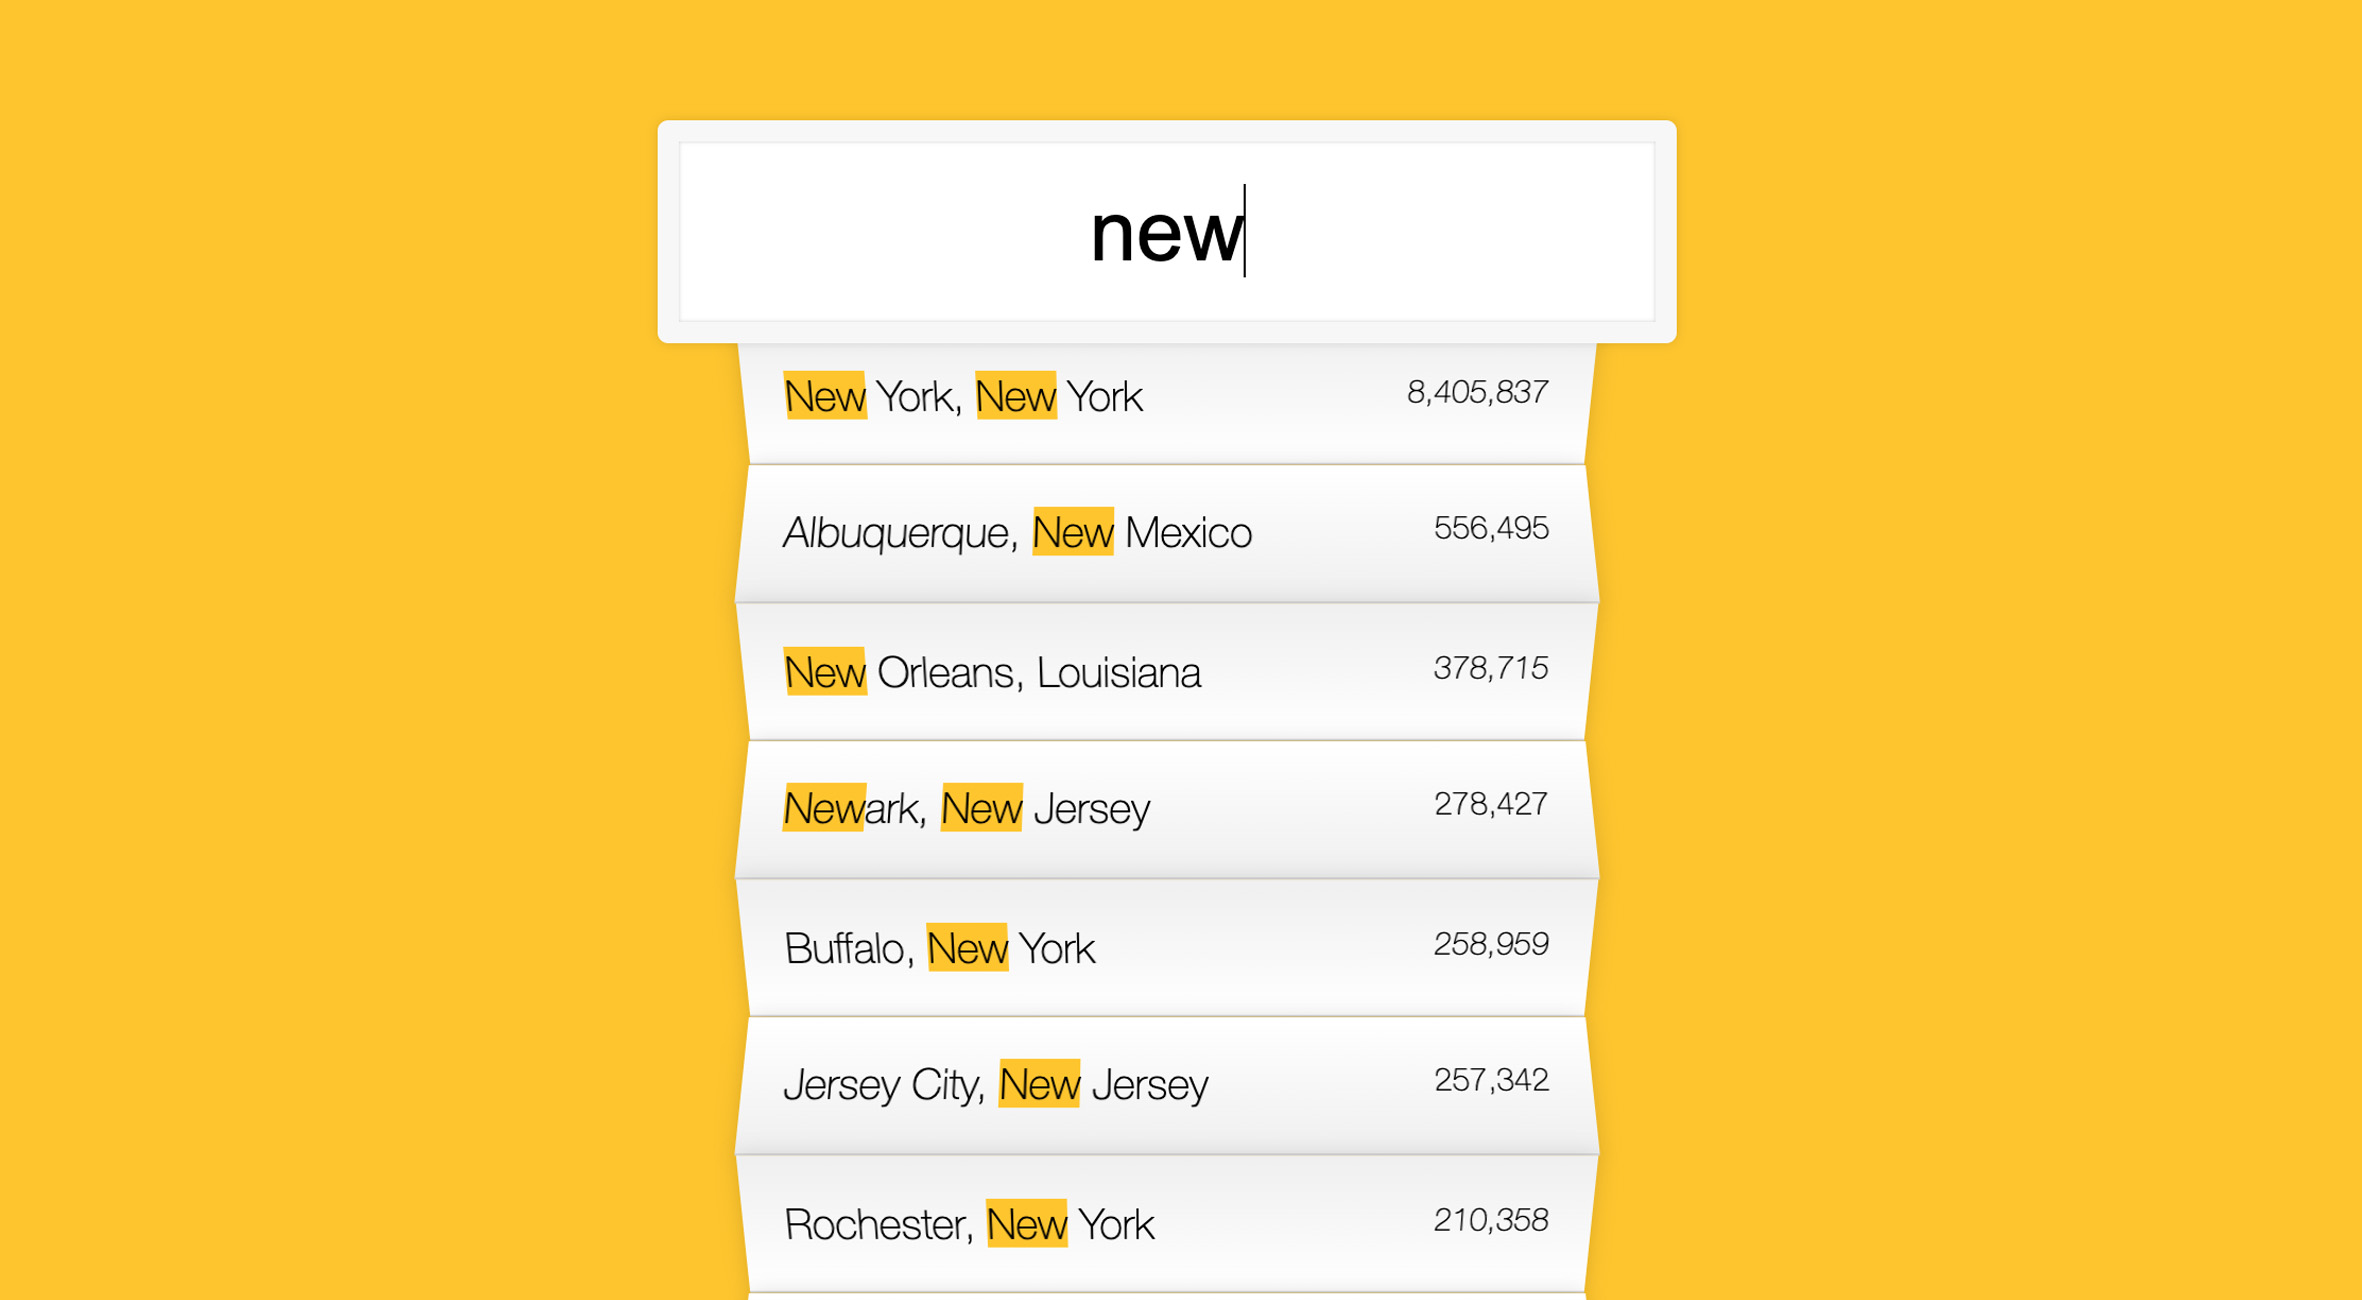 new
New York, New York 8,405,837
Albuquerque, New Mexico 556,495
New Orleans, Louisiana 378,715
Newark, New Jersey 278,427
Buffalo, New York 258,959
Jersey City, New Jersey 257,342
Rochester, New York 210,358